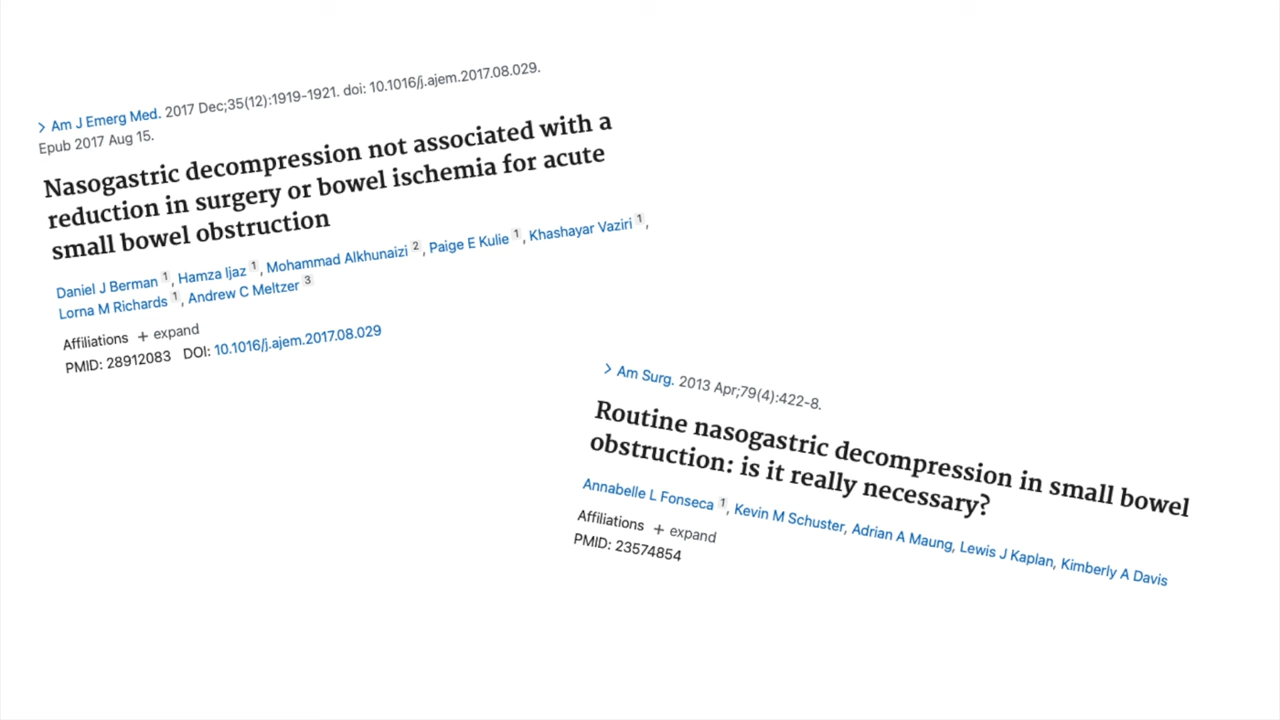 > Am J Emerg Med. 2017 Dec;35(12):1919-1921. doi: 10.1016/j.ajem.2017.08.029.
Epub 2017 Aug 15.
Nasogastric decompression not associated with a
reduction in surgery or bowel ischemia for acute
small bowel obstruction
Daniel J Berman 1, Hamza Ijaz 1, Mohammad Alkhunaizi 2, Paige E Kulie 1, Khashayar Vaziri 1,
Lorna M Richards 1, Andrew C Meltzer 3
Affiliations + expand
PMID: 28912083 DOI: 10.1016/j.ajem.2017.08.029
> Am Surg. 2013 Apr;79(4):422-8.
Routine nasogastric decompression in small bowel
obstruction: is it really necessary?
Annabelle L Fonseca 1, Kevin M Schuster, Adrian A Maung, Lewis J Kaplan, Kimberly A Davis
Affiliations + expand
PMID: 23574854